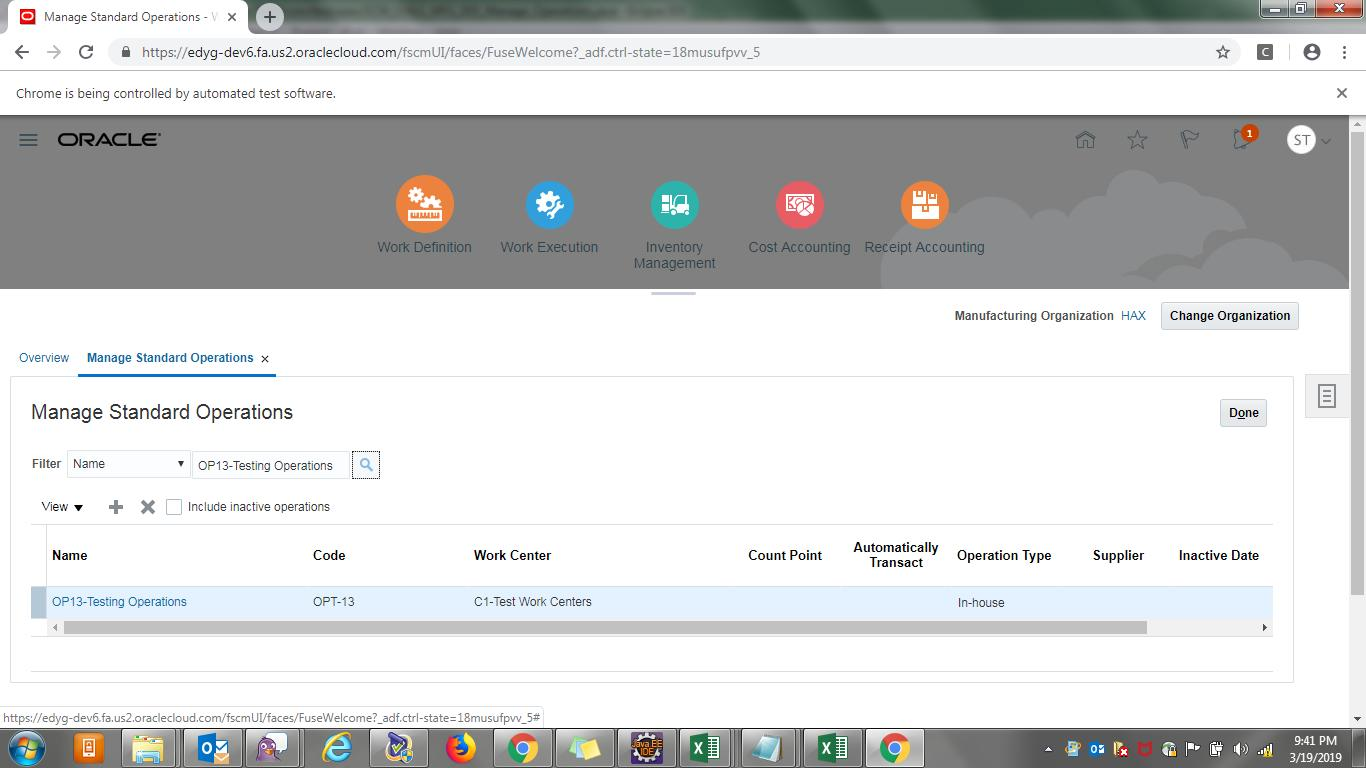 Manage Standard Operations - W
https://edyg-dev6.fa.us2.oraclecloud.com/fscmUI/faces/FuseWelcome?_adf.ctrl-state=18musufpvv_5
C
Chrome is being controlled by automated test software.
ORACLE
1
ST
Work Definition
Work Execution
Inventory Management
Cost Accounting
Receipt Accounting
Manufacturing Organization HAX
Change Organization
Overview
Manage Standard Operations
Manage Standard Operations
Done
Filter
Name
OP13-Testing Operations
View
Include inactive operations
Name Code Work Center Count Point Automatically Transact Operation Type Supplier Inactive Date
OP13-Testing Operations OPT-13 C1-Test Work Centers In-house
https://edyg-dev6.fa.us2.oraclecloud.com/fscmUI/faces/FuseWelcome?_adf.ctrl-state=18musufpvv_5#
Java EE
IDE
9:41 PM
3/19/2019